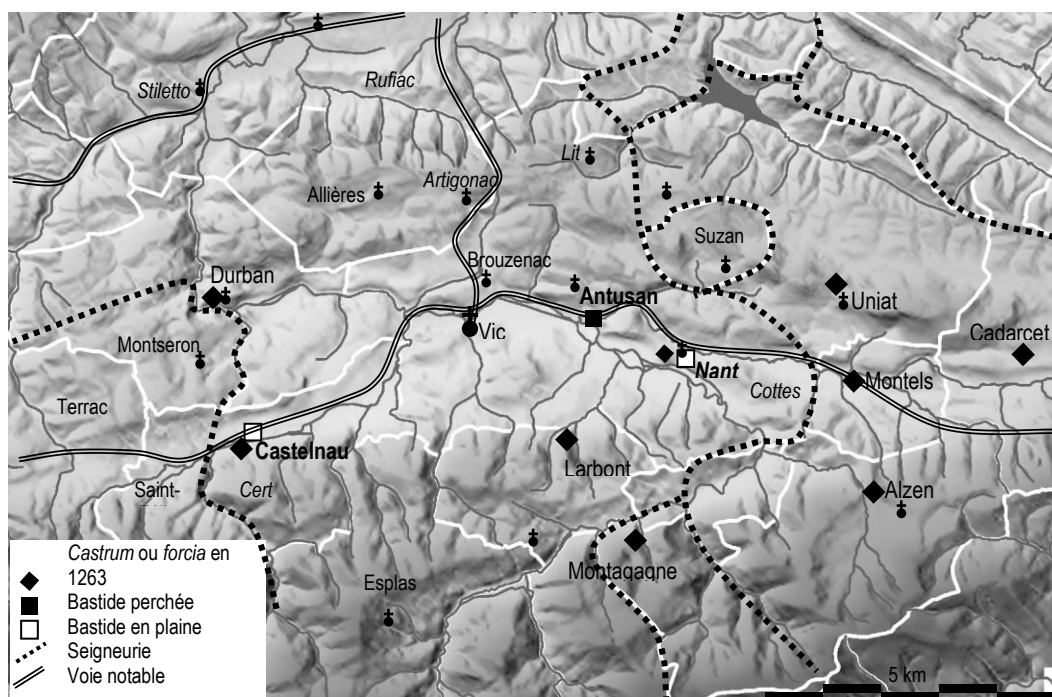 Stiletto
Rufiac
Lit
Allières
Artigonac
Suzan
Brouzenac
Durban
Antusan
Uniat
Vic
Montseron
Cadarcet
Nant
Montels
Cottes
Terrac
Castelnau
Larbont
Saint-
Cert
Alzen
Montagagne
Esplas
Castrum ou forcia en
1263
Bastide perchée
Bastide en plaine
Seigneurie
Voie notable
5 km